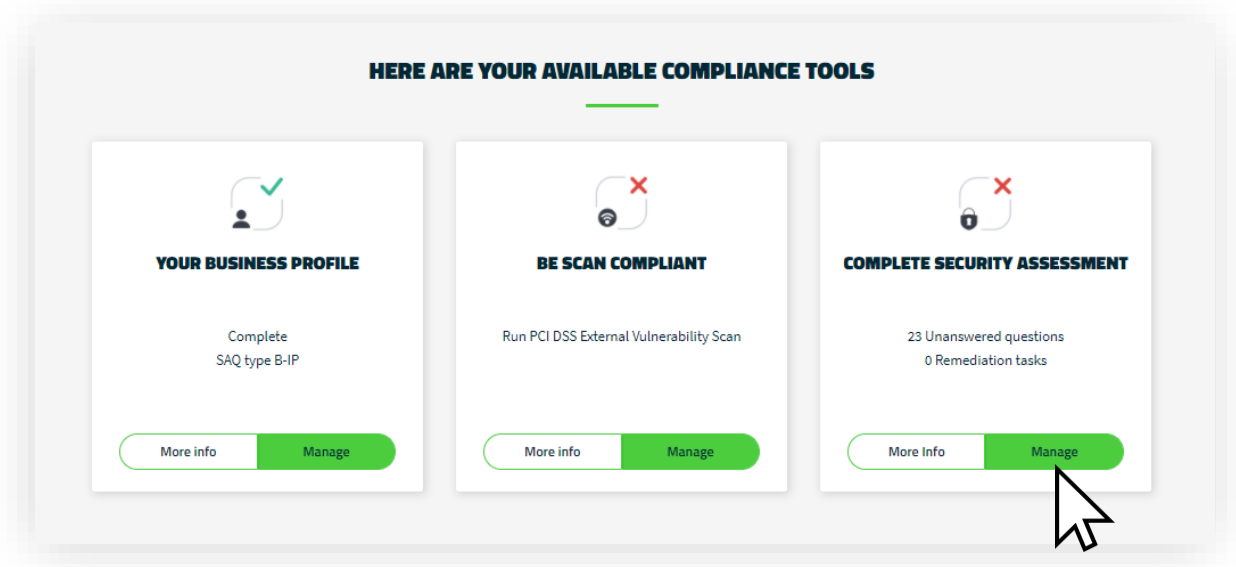 HERE ARE YOUR AVAILABLE COMPLIANCE TOOLS
YOUR BUSINESS PROFILE
Complete
SAQ type B-IP
More info
Manage
BE SCAN COMPLIANT
Run PCI DSS External Vulnerability Scan
More info
Manage
COMPLETE SECURITY ASSESSMENT
23 Unanswered questions
0 Remediation tasks
More Info
Manage